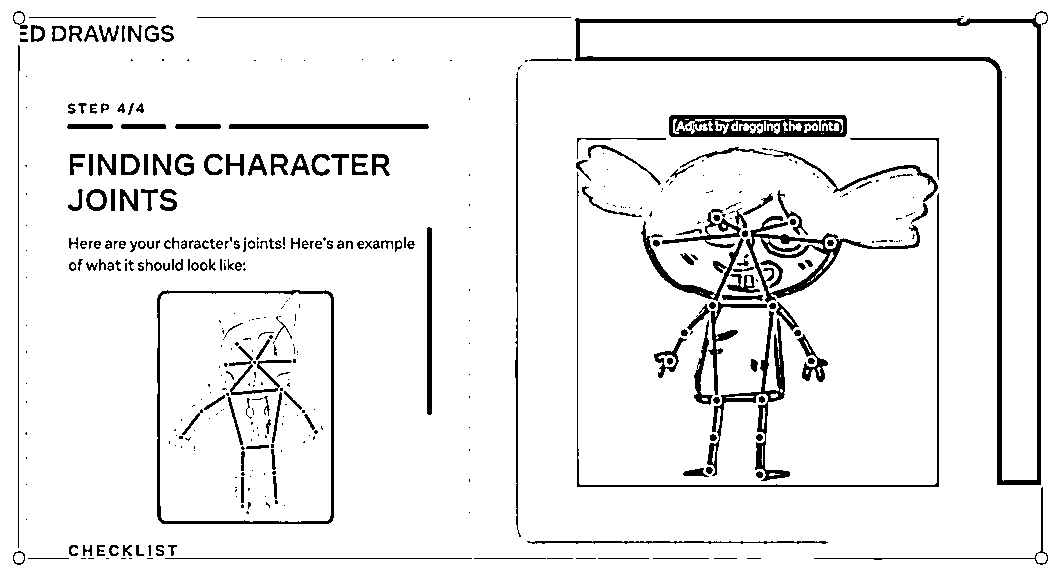 ED DRAWINGS
STEP 4/4
FINDING CHARACTER
JOINTS
Here are your character's joints! Here's an example
of what it should look like:
CHECKLIST
(Adjust by dragging the points)